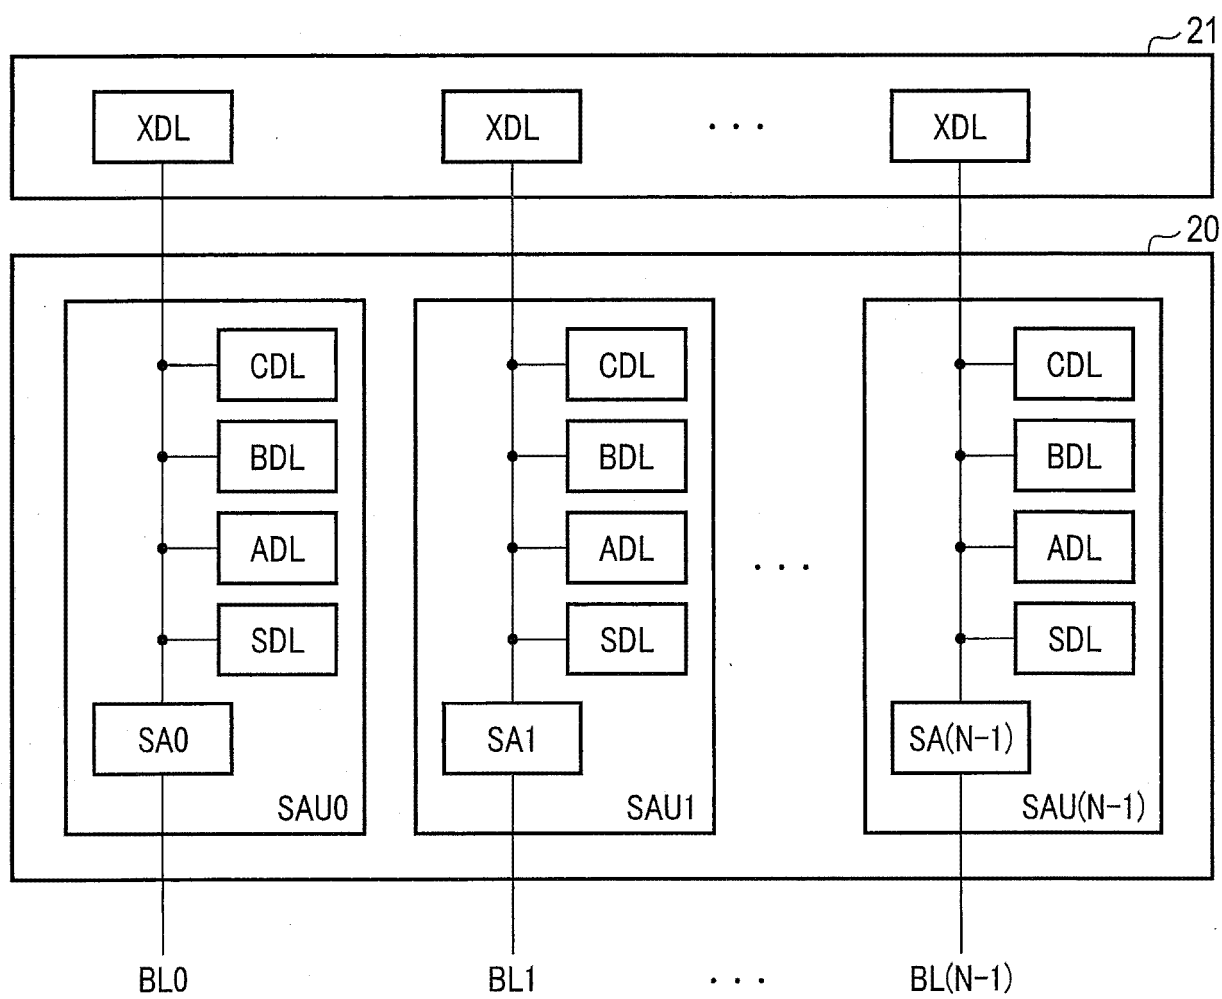 21
XDL XDL ... XDL
20
CDL CDL CDL
BDL BDL BDL
ADL ADL ... ADL
SDL SDL SDL
SA0 SA1 SA(N-1)
SAU0 SAU1 SAU(N-1)
BL0 BL1 ... BL(N-1)